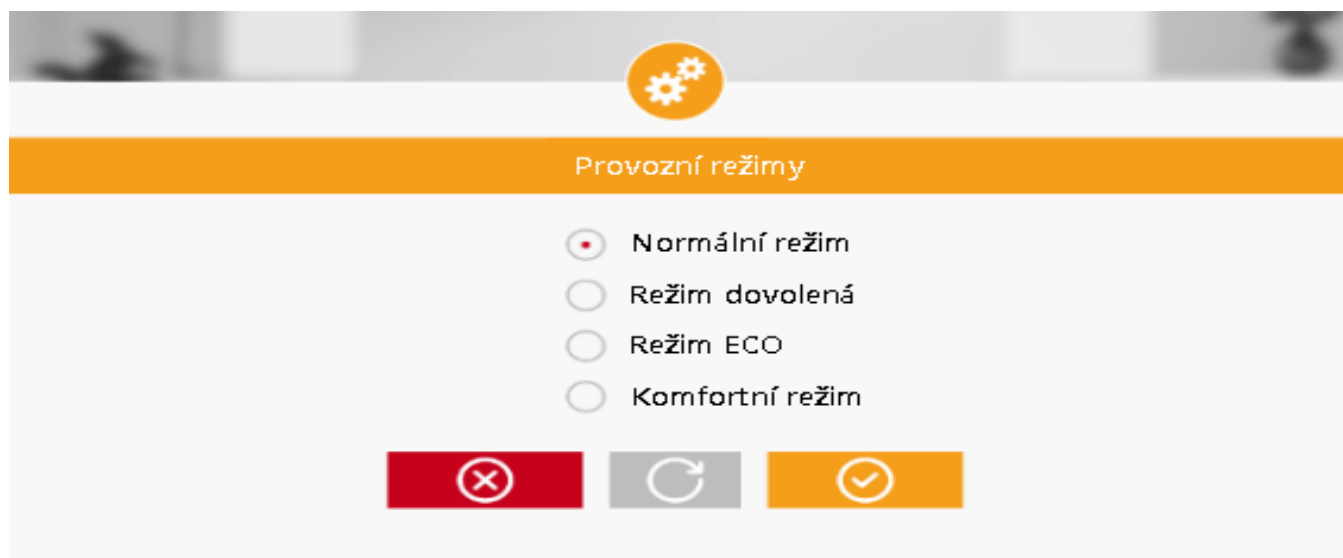 Provozní režimy
Normální režim
Režim dovolená
Režim ECO
Komfortní režim